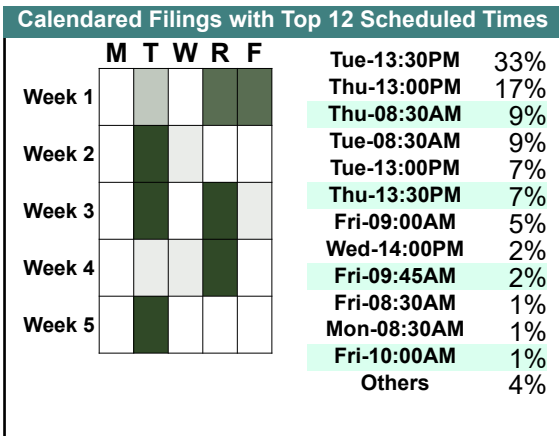 Calendared Filings with Top 12 Scheduled Times
M T W R F
Week 1
Week 2
Week 3
Week 4
Week 5
Tue-13:30PM 33%
Thu-13:00PM 17%
Thu-08:30AM 9%
Tue-08:30AM 9%
Tue-13:00PM 7%
Thu-13:30PM 7%
Fri-09:00AM 5%
Wed-14:00PM 2%
Fri-09:45AM 2%
Fri-08:30AM 1%
Mon-08:30AM 1%
Fri-10:00AM 1%
Others 4%